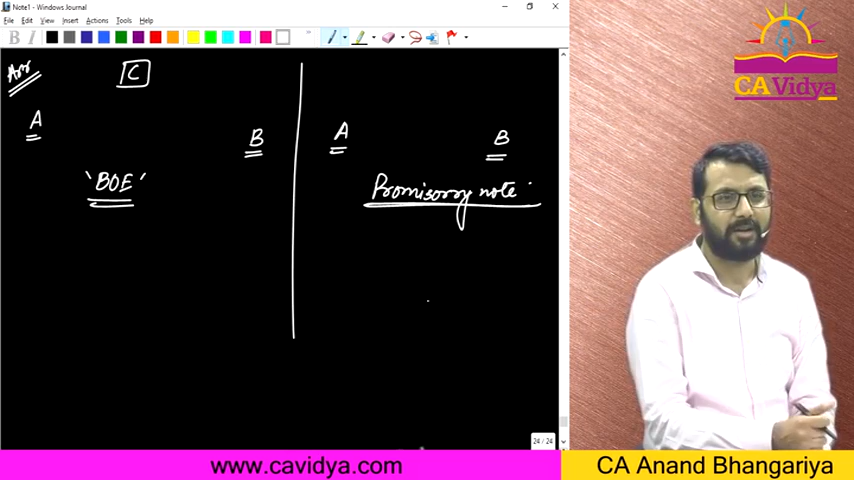 Note1 - Windows Journal
File Edit View Insert Actions Tools Help
B I
Ans
C
A
B
'BOE'
A
B
Promisorry note
24 / 24
CA Vidya
www.cavidya.com
CA Anand Bhangariya